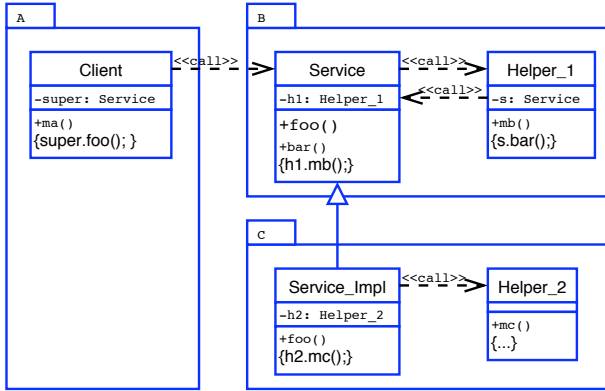 A
Client
-super: Service
+ma()
{super.foo(); }
<<call>>
B
Service
-h1: Helper_1
+foo()
+bar()
{h1.mb();}
<<call>>
<<call>>
Helper_1
-s: Service
+mb()
{s.bar();}
C
Service_Impl
-h2: Helper_2
+foo()
{h2.mc();}
<<call>>
Helper_2
+mc()
{...}